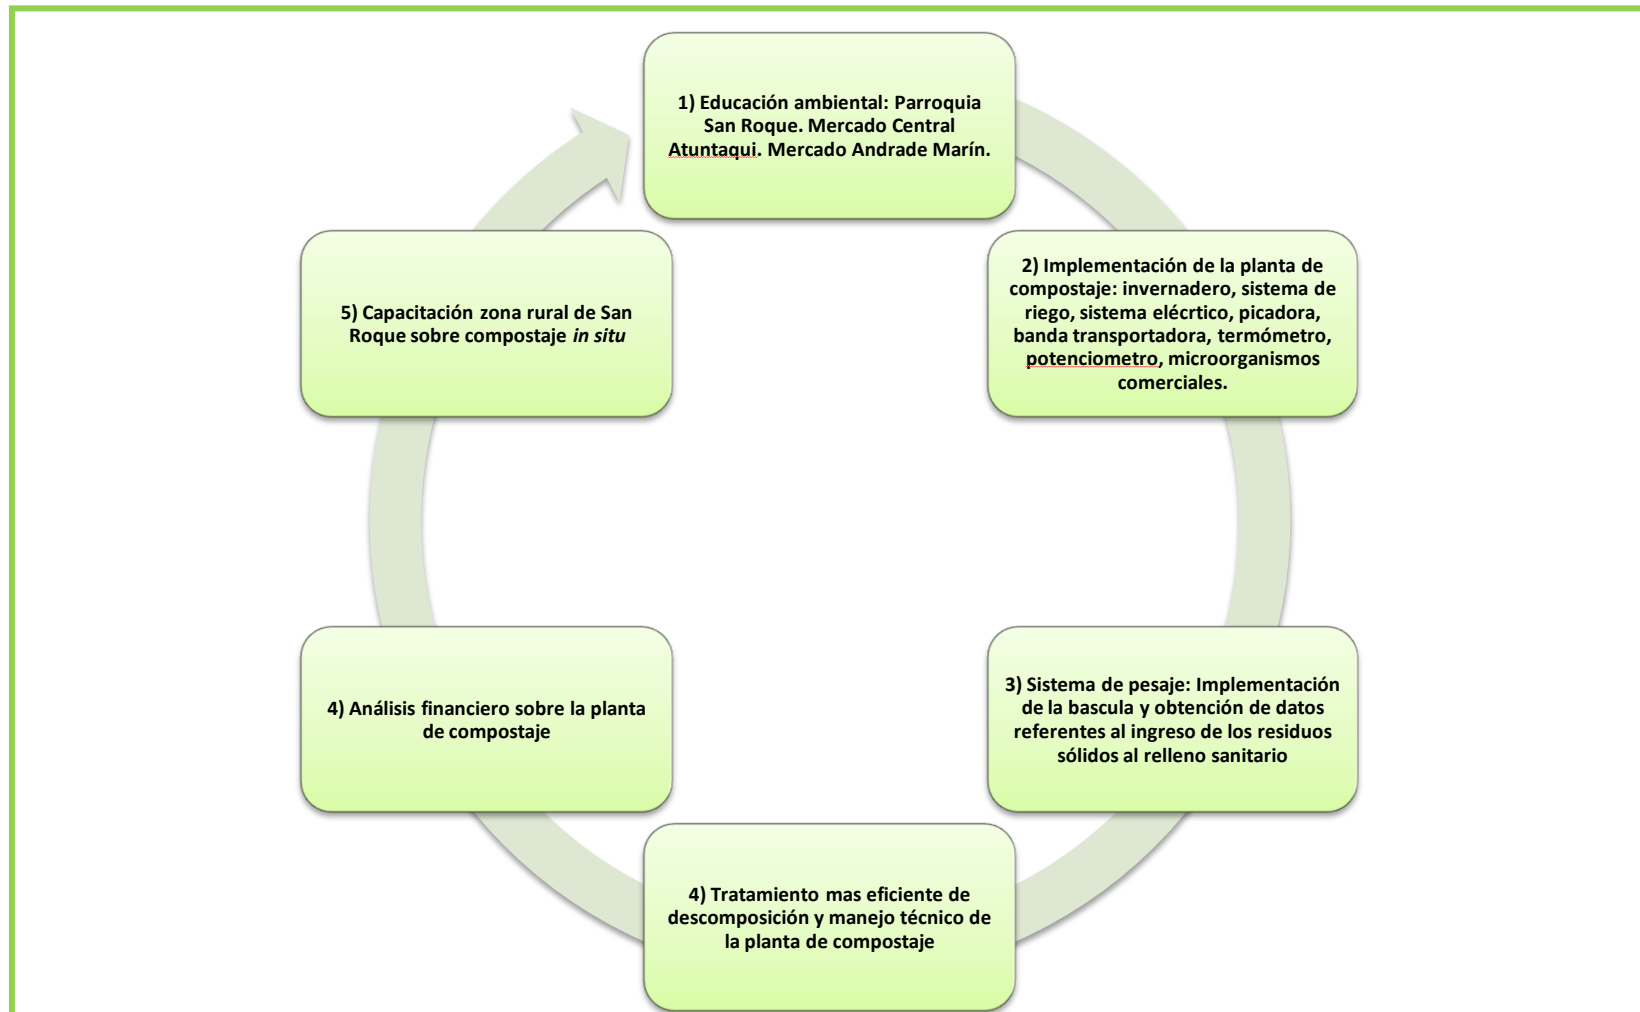 1) Educación ambiental: Parroquia
San Roque. Mercado Central
Atuntaqui. Mercado Andrade Marín.
2) Implementación de la planta de
compostaje: invernadero, sistema de
riego, sistema elécrtico, picadora,
banda transportadora, termómetro,
potenciometro, microorganismos
comerciales.
3) Sistema de pesaje: Implementación
de la bascula y obtención de datos
referentes al ingreso de los residuos
sólidos al relleno sanitario
4) Tratamiento mas eficiente de
descomposición y manejo técnico de
la planta de compostaje
4) Análisis financiero sobre la planta
de compostaje
5) Capacitación zona rural de San
Roque sobre compostaje in situ